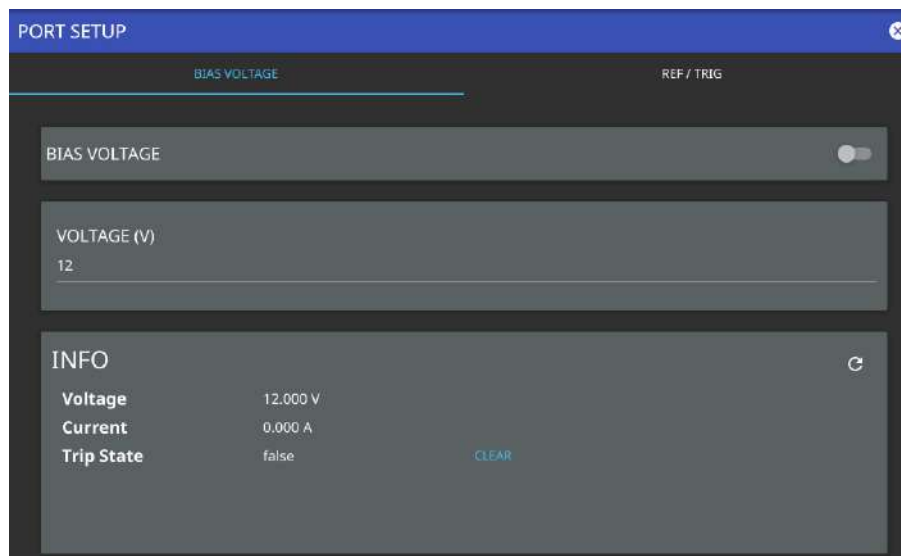 PORT SETUP
BIAS VOLTAGE REF / TRIG
BIAS VOLTAGE
VOLTAGE (V)
12
INFO
Voltage 12.000 V
Current 0.000 A
Trip State false CLEAR